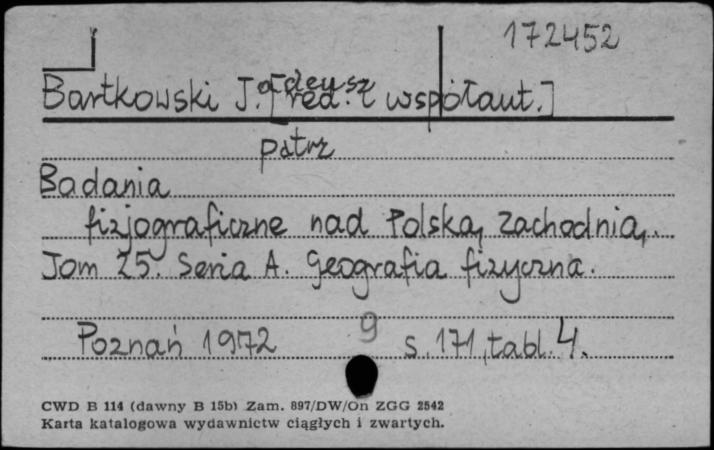 172452
Bartkowski T.adeusz [red. i współaut.]
patrz
Badania
fizjograficzne nad Polską Zachodnią.
Tom 25. Seria A. Geografia fizyczna.
Poznań 1972 9 s. 171, tabl. 4.
CWD B 114 (dawny B 15b) Zam. 897/DW/On ZGG 2542
Karta katalogowa wydawnictw ciągłych i zwartych.